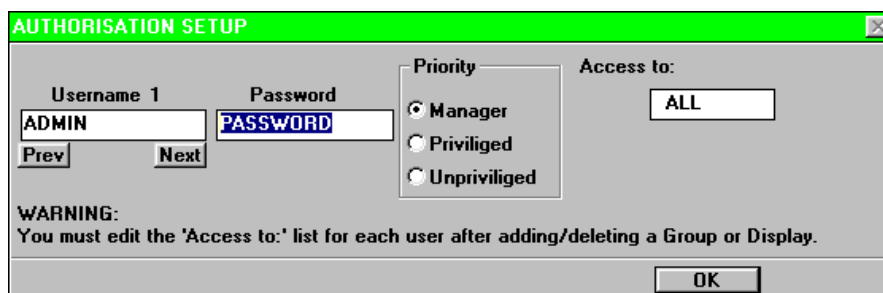 AUTHORISATION SETUP
Priority
Access to:
Username 1
Password
Manager
ALL
ADMIN
PASSWORD
Priviliged
Prev
Next
Unpriviliged
WARNING:
You must edit the 'Access to:' list for each user after adding/deleting a Group or Display.
OK